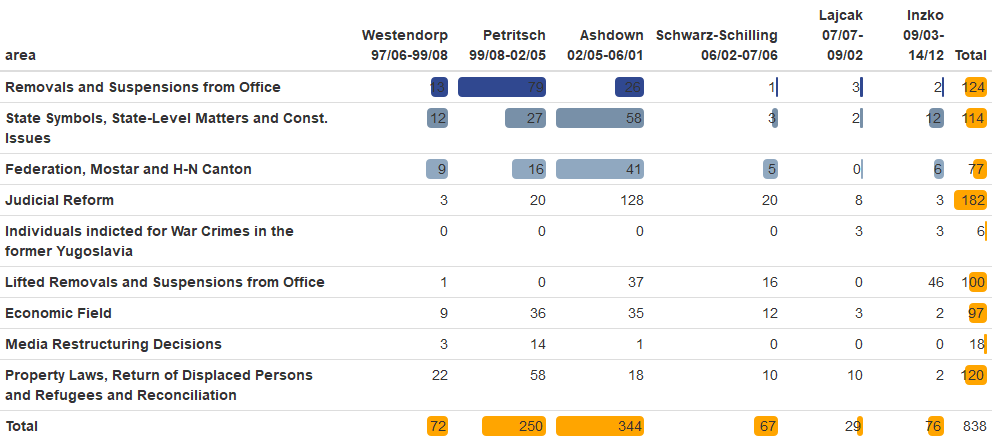 Westendorp Petritsch Ashdown Schwarz-Schilling Lajcak Inzko
area 97/06-99/08 99/08-02/05 02/05-06/01 06/02-07/06 07/07-09/02 09/03-14/12 Total
Removals and Suspensions from Office 13 79 26 1 3 2 124
State Symbols, State-Level Matters and Const. 12 27 58 3 2 12 114
Issues
Federation, Mostar and H-N Canton 9 16 41 5 0 6 77
Judicial Reform 3 20 128 20 8 3 182
Individuals indicted for War Crimes in the 0 0 0 0 3 3 6
former Yugoslavia
Lifted Removals and Suspensions from Office 1 0 37 16 0 46 100
Economic Field 9 36 35 12 3 2 97
Media Restructuring Decisions 3 14 1 0 0 0 18
Property Laws, Return of Displaced Persons 22 58 18 10 10 2 120
and Refugees and Reconciliation
Total 72 250 344 67 29 76 838